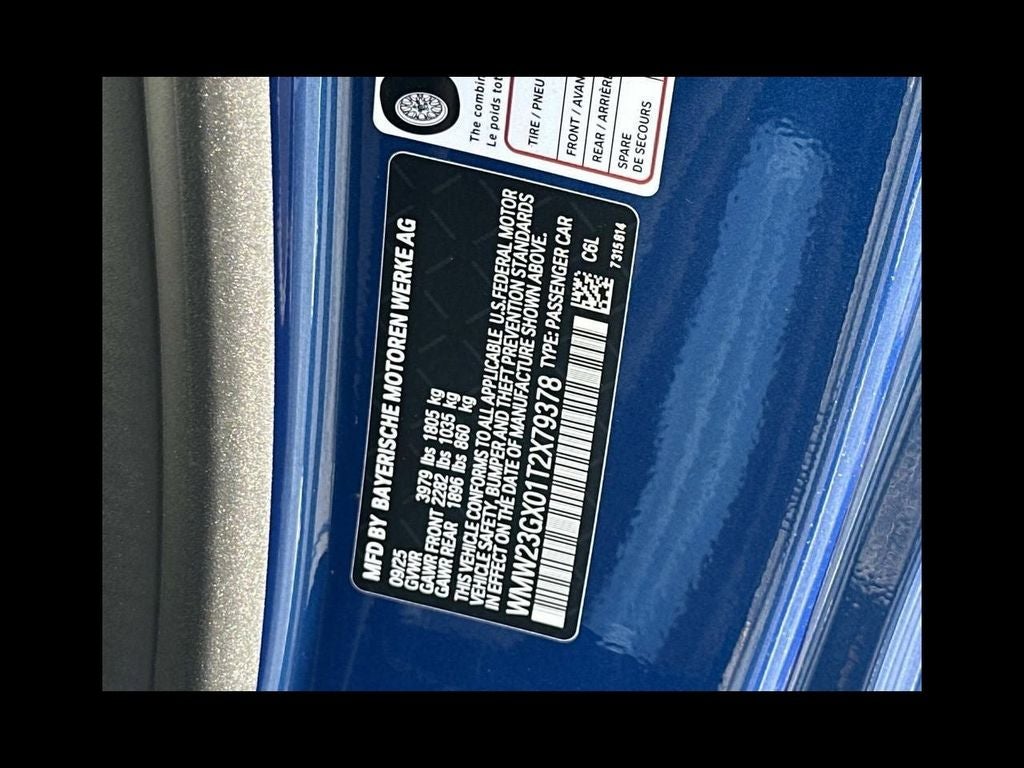 The combin
Le poids tot
TIRE / PNEU
FRONT / AVAN
REAR / ARRIÈRE
SPARE
DE SECOURS
MFD BY BAYERISCHE MOTOREN WERKE AG
09/25
GVWR 3979 lbs 1805 kg
GAWR FRONT 2282 lbs 1035 kg
GAWR REAR 1896 lbs 860 kg
THIS VEHICLE CONFORMS TO ALL APPLICABLE U.S.FEDERAL MOTOR
VEHICLE SAFETY, BUMPER AND THEFT PREVENTION STANDARDS
IN EFFECT ON THE DATE OF MANUFACTURE SHOWN ABOVE.
WMW23GX01T2X79378 TYPE: PASSENGER CAR
C6L
7315814